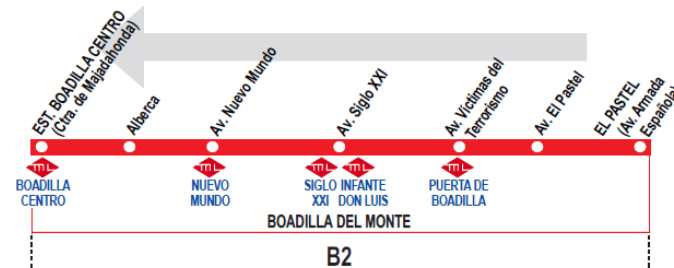 EST. BOADILLA CENTRO
(Ctra. de Majadahonda)
Alberca
Av. Nuevo Mundo
Av. Siglo XXI
Av. Víctimas del
Terrorismo
Av. El Pastel
EL PASTEL
(Av. Armada
Española)
mL
mL
mL
mL
mL
BOADILLA
CENTRO
NUEVO
MUNDO
SIGLO
XXI
INFANTE
DON LUIS
PUERTA DE
BOADILLA
BOADILLA DEL MONTE
B2